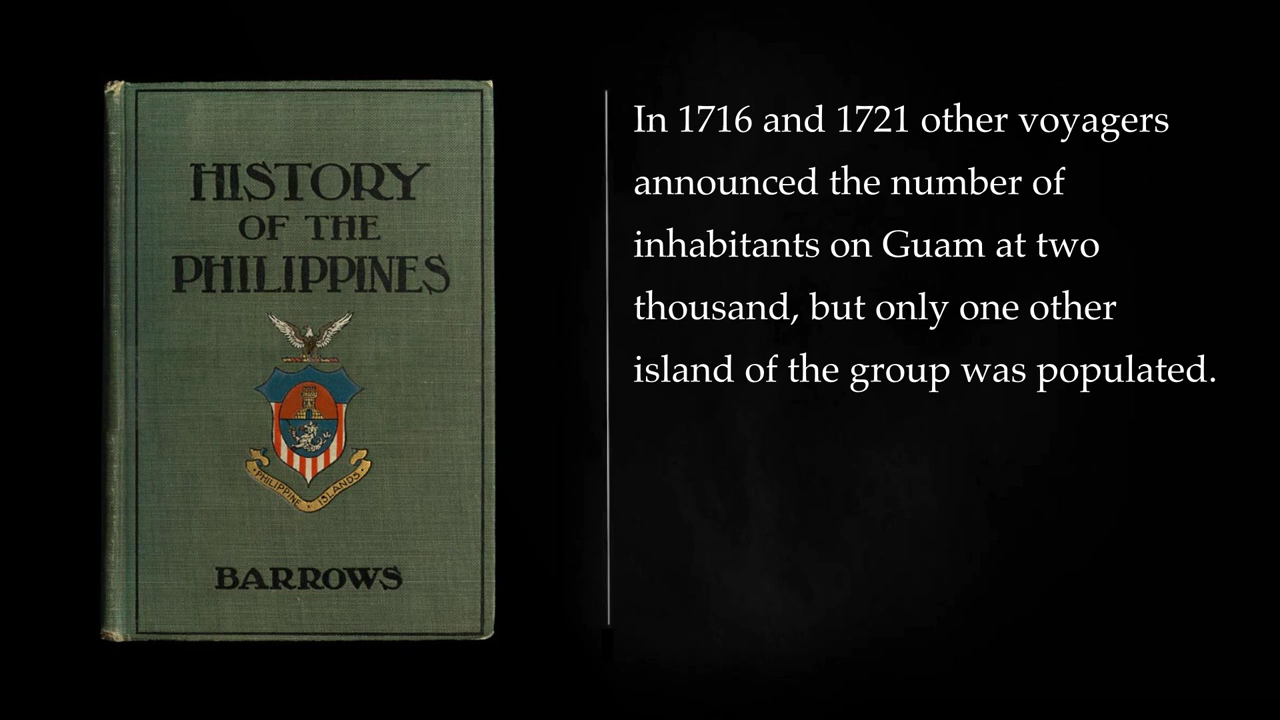 HISTORY
OF THE
PHILIPPINES
PHILIPPINE ISLANDS
BARROWS
In 1716 and 1721 other voyagers
announced the number of
inhabitants on Guam at two
thousand, but only one other
island of the group was populated.